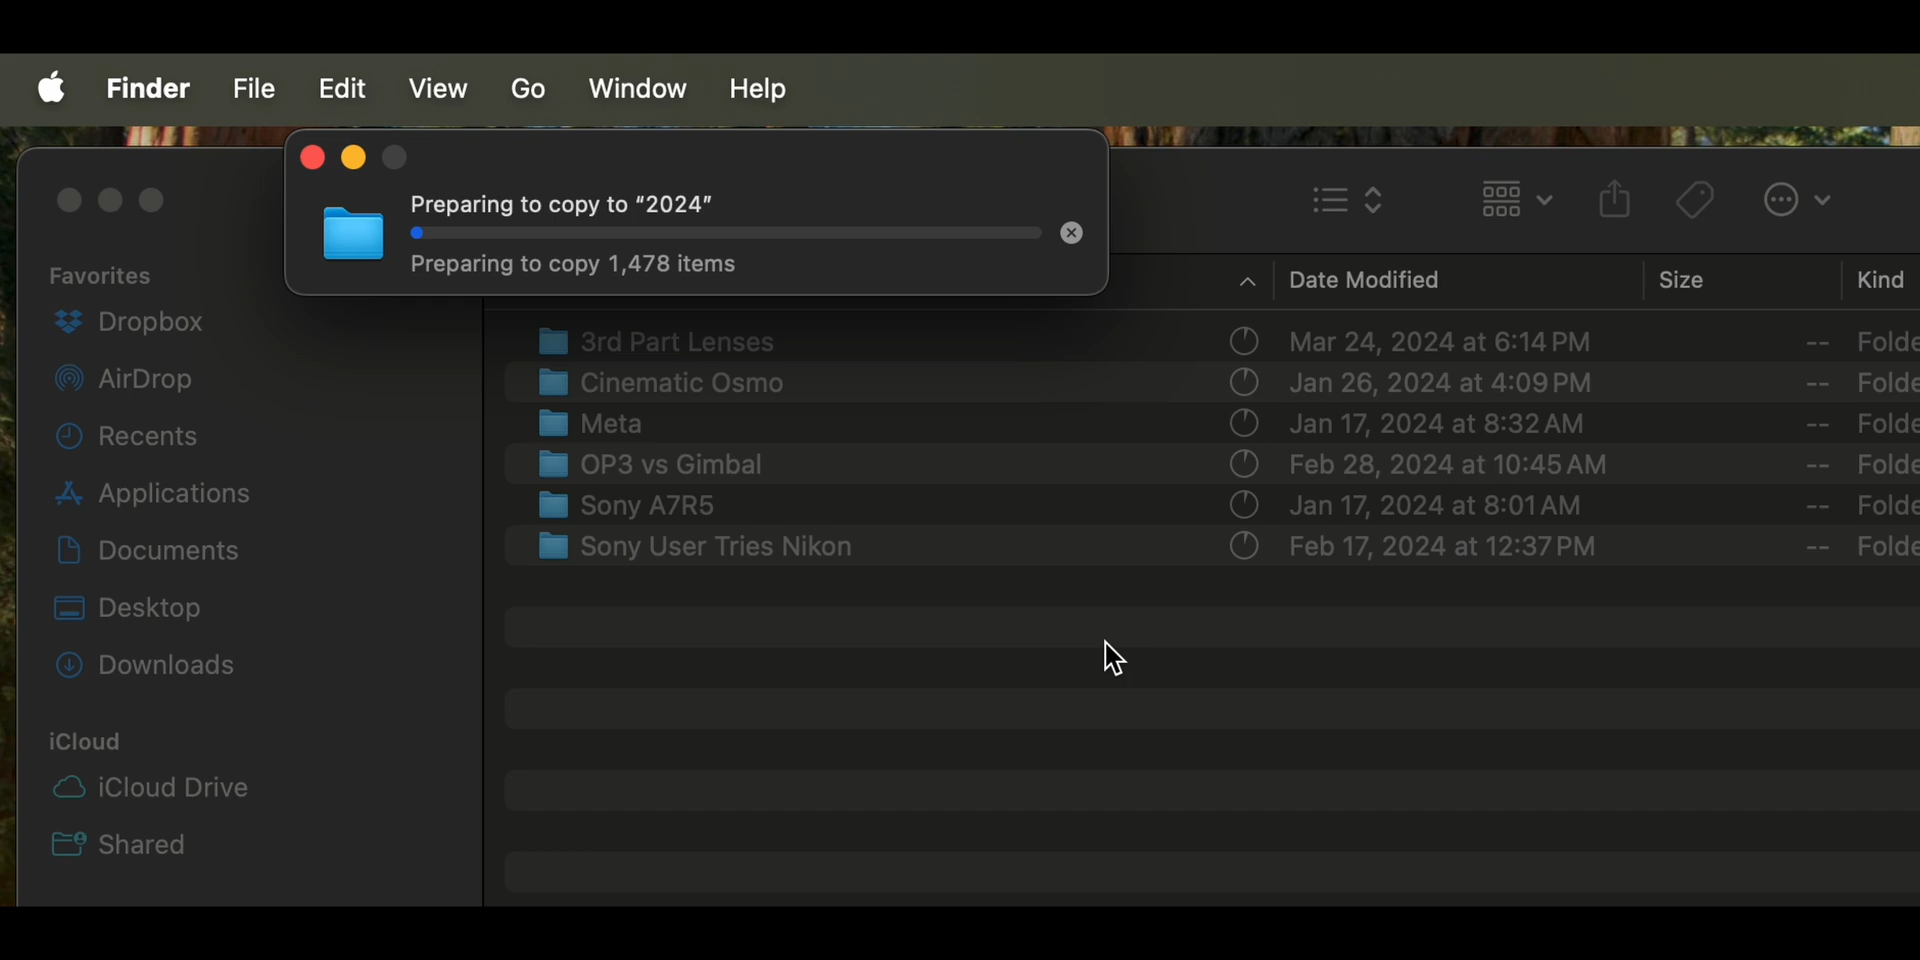 Finder File Edit View Go Window Help
Preparing to copy to “2024”
Preparing to copy 1,478 items
Favorites
Dropbox
AirDrop
Recents
Applications
Documents
Desktop
Downloads
iCloud
iCloud Drive
Shared
Date Modified Size Kind
3rd Part Lenses Mar 24, 2024 at 6:14 PM -- Folde
Cinematic Osmo Jan 26, 2024 at 4:09 PM -- Folde
Meta Jan 17, 2024 at 8:32 AM -- Folde
OP3 vs Gimbal Feb 28, 2024 at 10:45 AM -- Folde
Sony A7R5 Jan 17, 2024 at 8:01 AM -- Folde
Sony User Tries Nikon Feb 17, 2024 at 12:37 PM -- Folde